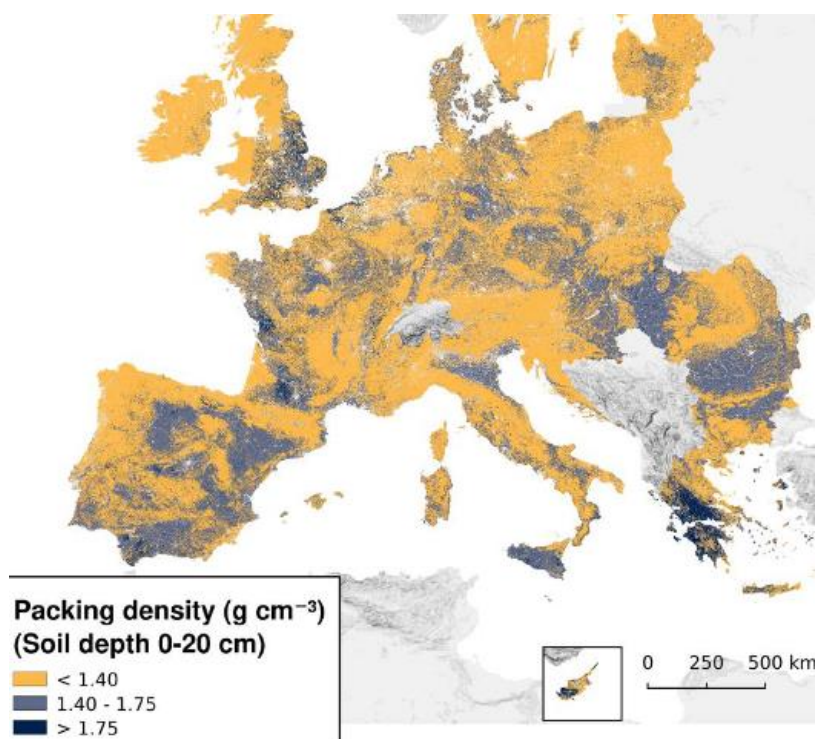 Packing density (g cm⁻³)
(Soil depth 0-20 cm)
< 1.40
1.40 - 1.75
> 1.75
0 250 500 km